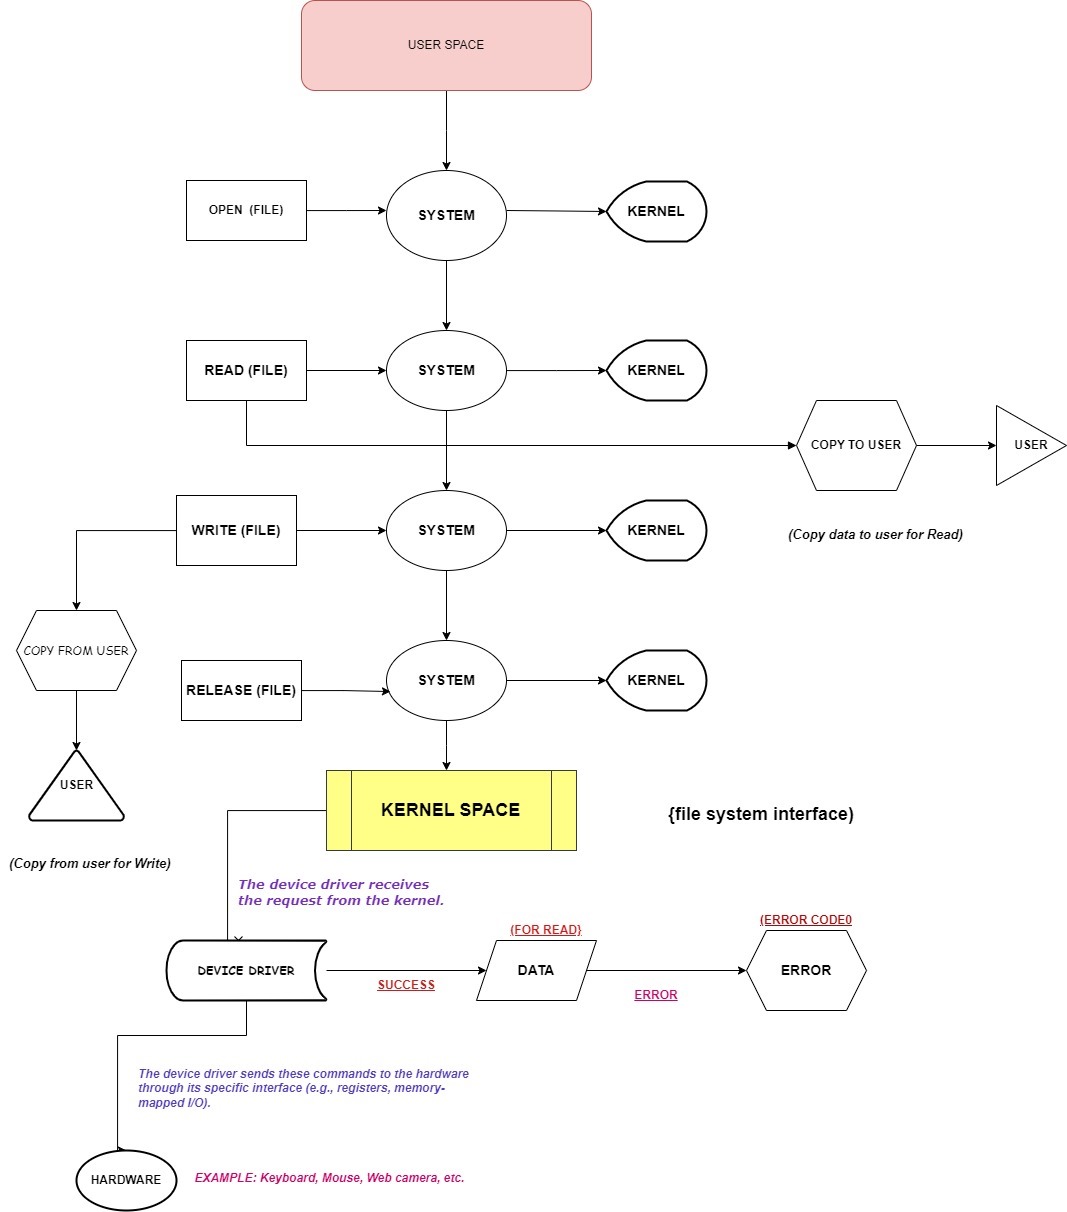 USER SPACE
OPEN  (FILE)
SYSTEM
KERNEL
READ (FILE)
SYSTEM
KERNEL
COPY TO USER
USER
WRITE (FILE)
SYSTEM
KERNEL
(Copy data to user for Read)
COPY FROM USER
RELEASE (FILE)
SYSTEM
KERNEL
USER
KERNEL SPACE
{file system interface)
(Copy from user for Write)
The device driver receives
the request from the kernel.
(FOR READ}
(ERROR CODE0
DEVICE DRIVER
SUCCESS
DATA
ERROR
ERROR
The device driver sends these commands to the hardware
through its specific interface (e.g., registers, memory-
mapped I/O).
HARDWARE
EXAMPLE: Keyboard, Mouse, Web camera, etc.